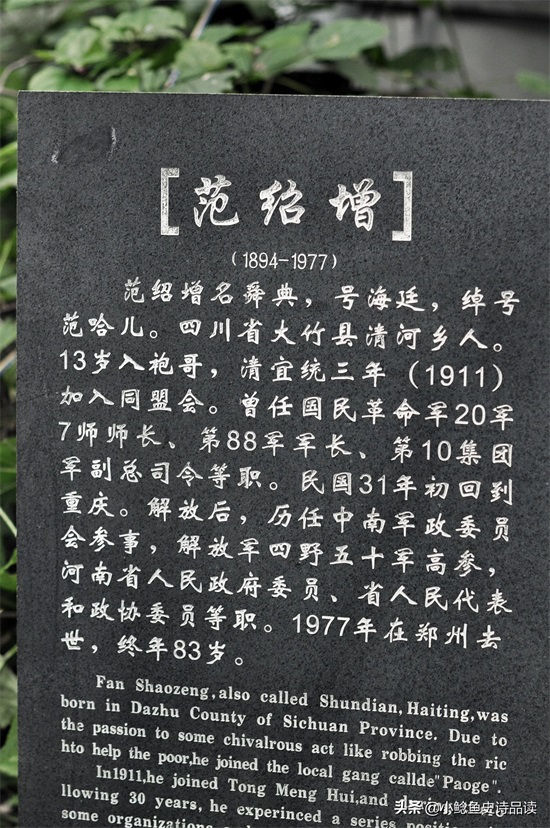 [范绍增]
(1894-1977)
范绍增名舜典，号海廷，绰号
范哈儿。四川省大竹县清河乡人。
13岁入袍哥，清宜统三年（1911）
加入同盟会。曾任国民革命军20军
7师师长、第88军军长、第10集团
军副总司令等职。民国31年初回到
重庆。解放后，历任中南军政委员
会参事，解放军四野五十军高参，
河南省人民政府委员、省人民代表
和政协委员等职。1977年在郑州去
世，终年83岁。
Fan Shaozeng,also called Shundian, Haiting,was
born in Dazhu County of Sichuan Province. Due to
the passion to some chivalrous act like robbing the ric
hto help the poor,he joined the local gang callde"Paoge".
In1911,he joined Tong Meng Hui,and
llowing 30 years, he experinced a series
some organizations
头条@小鲶鱼史诗品读